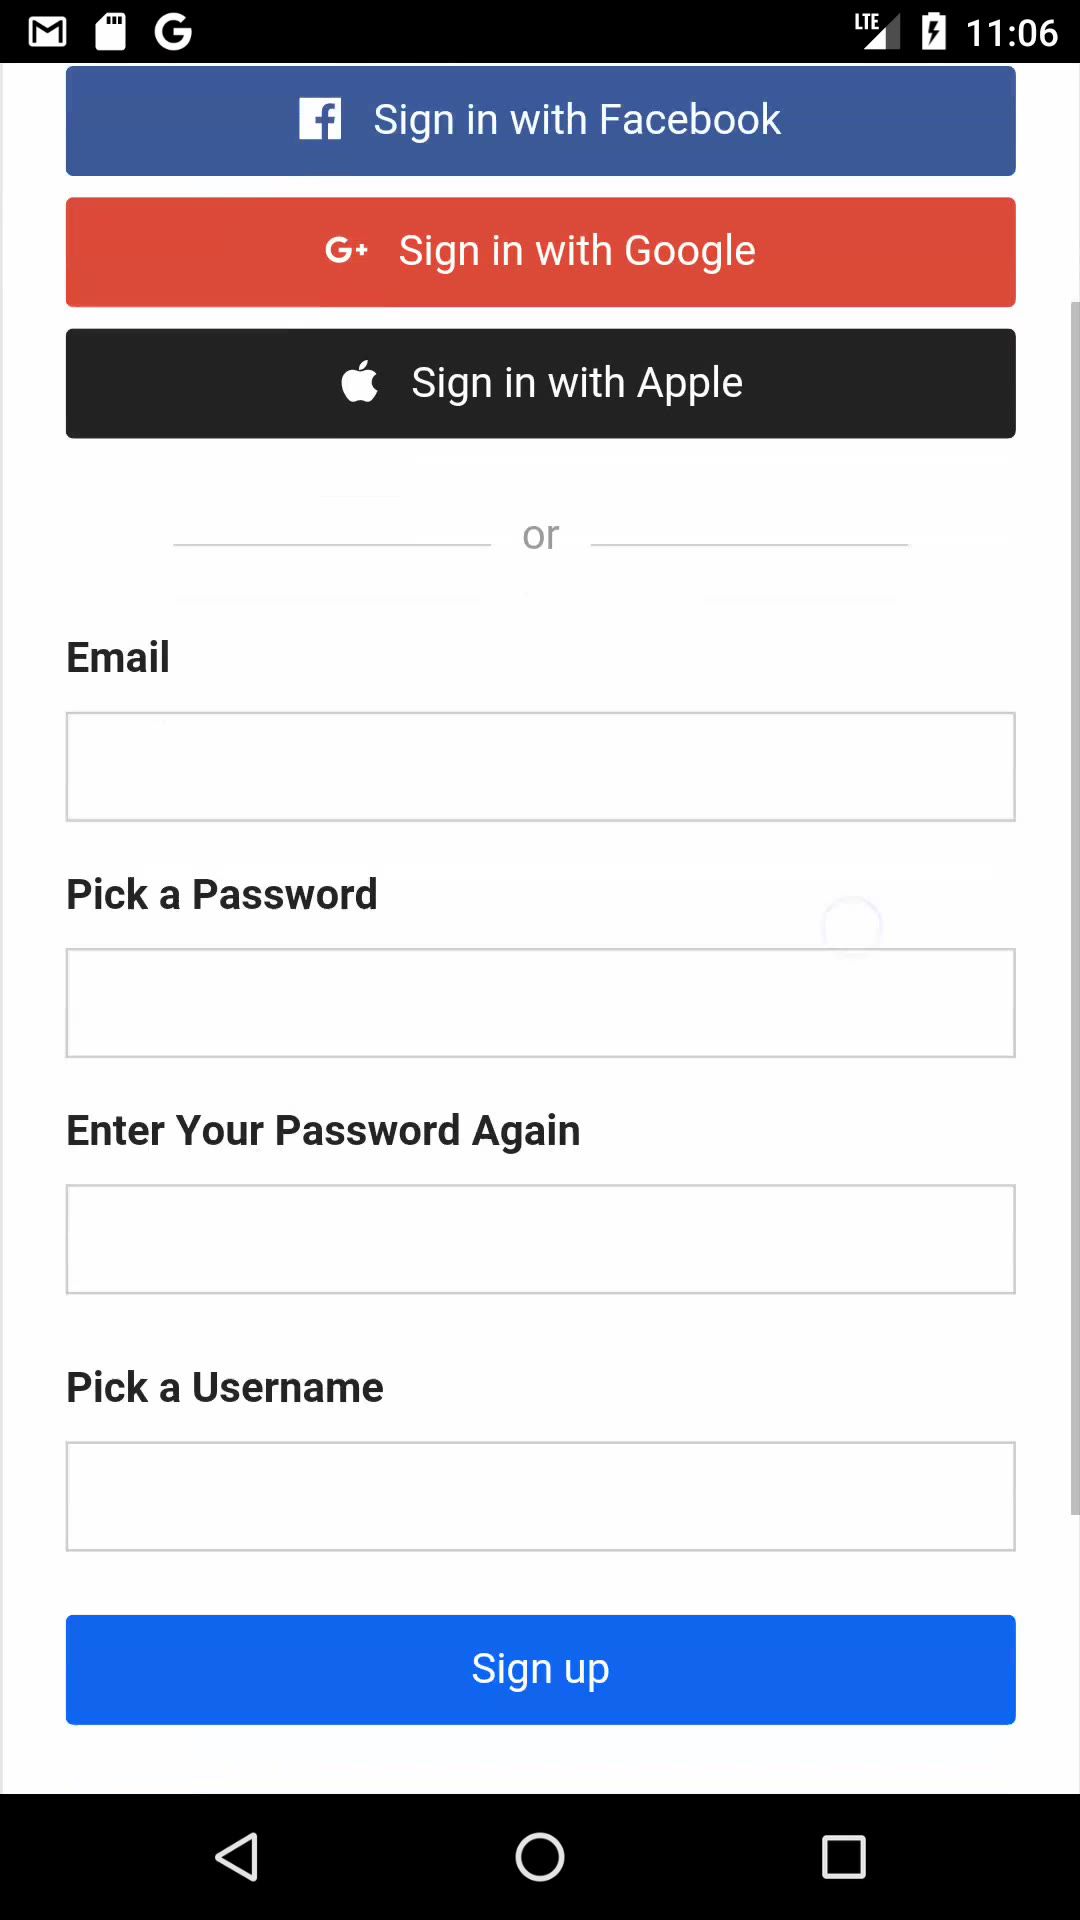 LTE 11:06
Sign in with Facebook
G+ Sign in with Google
Sign in with Apple
or
Email
Pick a Password
Enter Your Password Again
Pick a Username
Sign up